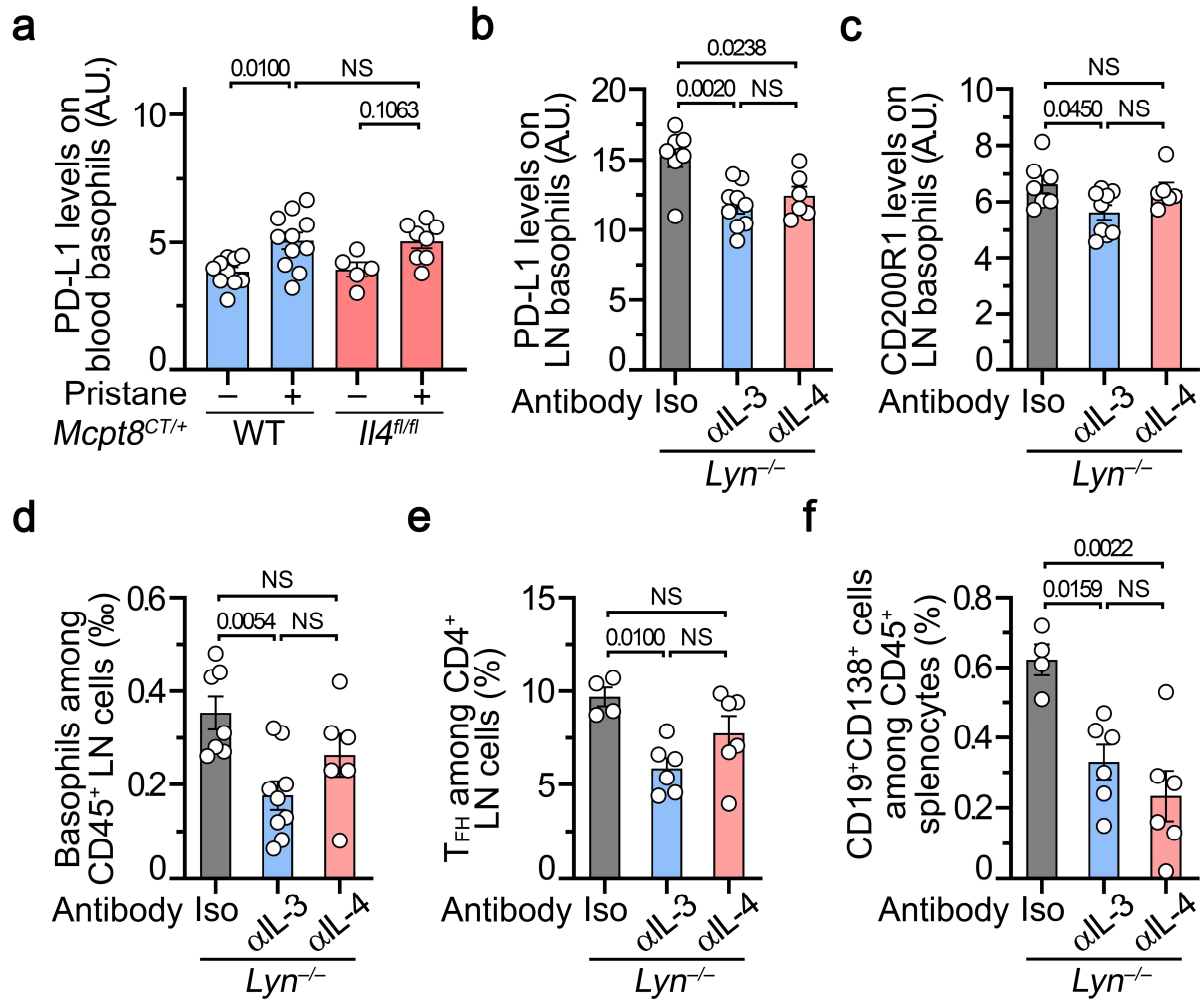 a
PD-L1 levels on
blood basophils (AU.)
10
5
0
0.0100
NS
0.1063
Pristane – + – +
Mcpt8CT/+ WT Il4fl/fl
b
PD-L1 levels on
LN basophils (AU.)
20
15
10
5
0
0.0238
0.0020 NS
Antibody Iso αIL-3 αIL-4
Lyn–/–
c
CD200R1 levels on
LN basophils (AU.)
10
8
6
4
2
0
NS
0.0450 NS
Iso αIL-3 αIL-4
Lyn–/–
d
Basophils among
CD45+ LN cells (‰)
0.6
0.4
0.2
0
NS
0.0054 NS
Antibody Iso αIL-3 αIL-4
Lyn–/–
e
TFH among CD4+
LN cells (%)
15
10
5
0
NS
0.0100 NS
Iso αIL-3 αIL-4
Lyn–/–
f
CD19+CD138+ cells
among CD45+
splenocytes (%)
0.8
0.6
0.4
0.2
0
0.0022
0.0159 NS
Antibody Iso αIL-3 αIL-4
Lyn–/–